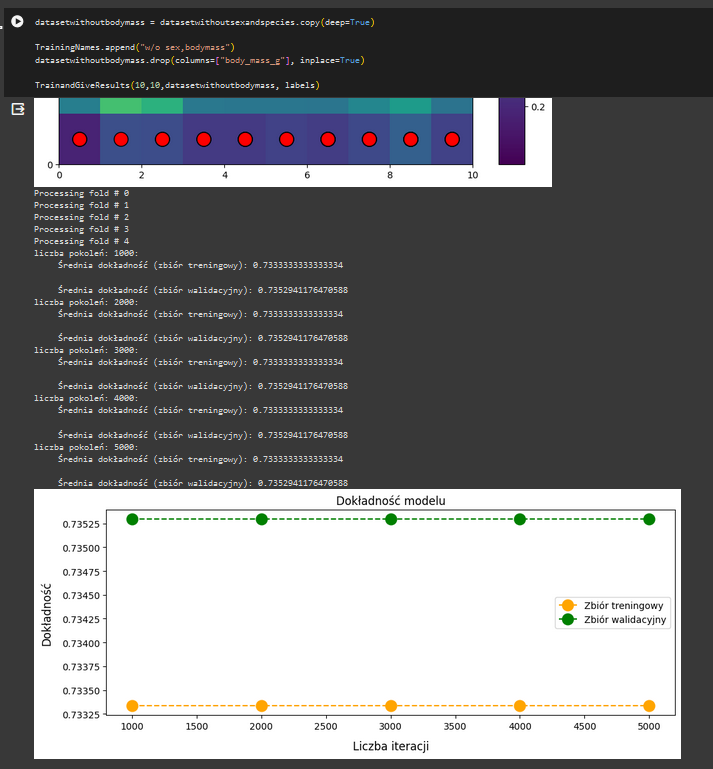 datasetwithoutbodymass = datasetwithoutsexandspecies.copy(deep=True)
TrainingNames.append("w/o sex,bodymass")
datasetwithoutbodymass.drop(columns=["body_mass_g"], inplace=True)
TrainandGiveResults(10,10,datasetwithoutbodymass, labels)
0.2
0
0 2 4 6 8 10
Processing fold # 0
Processing fold # 1
Processing fold # 2
Processing fold # 3
Processing fold # 4
liczba pokoleń: 1000:
Średnia dokładność (zbiór treningowy): 0.7333333333333334
Średnia dokładność (zbiór walidacyjny): 0.7352941176470588
liczba pokoleń: 2000:
Średnia dokładność (zbiór treningowy): 0.7333333333333334
Średnia dokładność (zbiór walidacyjny): 0.7352941176470588
liczba pokoleń: 3000:
Średnia dokładność (zbiór treningowy): 0.7333333333333334
Średnia dokładność (zbiór walidacyjny): 0.7352941176470588
liczba pokoleń: 4000:
Średnia dokładność (zbiór treningowy): 0.7333333333333334
Średnia dokładność (zbiór walidacyjny): 0.7352941176470588
liczba pokoleń: 5000:
Średnia dokładność (zbiór treningowy): 0.7333333333333334
Średnia dokładność (zbiór walidacyjny): 0.7352941176470588
Dokładność modelu
Dokładność
0.73525
0.73500
0.73475
0.73450
0.73425
0.73400
0.73375
0.73350
0.73325
Zbiór treningowy
Zbiór walidacyjny
1000 1500 2000 2500 3000 3500 4000 4500 5000
Liczba iteracji